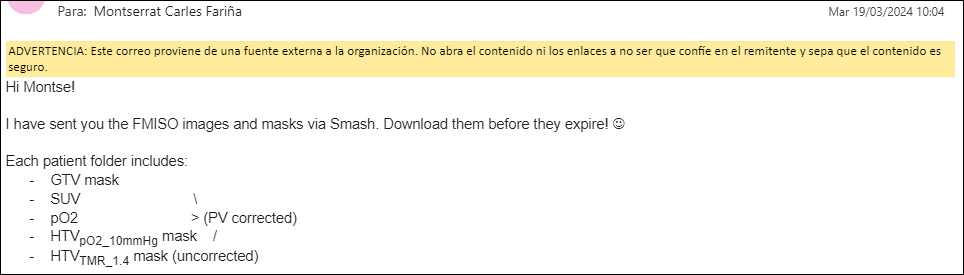 Para: Montserrat Carles Fariña Mar 19/03/2024 10:04
ADVERTENCIA: Este correo proviene de una fuente externa a la organización. No abra el contenido ni los enlaces a no ser que confíe en el remitente y sepa que el contenido es
seguro.
Hi Montse!
I have sent you the FMISO images and masks via Smash. Download them before they expire! ☺
Each patient folder includes:
- GTV mask
- SUV \
- pO2 > (PV corrected)
- HTVpO2_10mmHg mask /
- HTVTMR_1.4 mask (uncorrected)